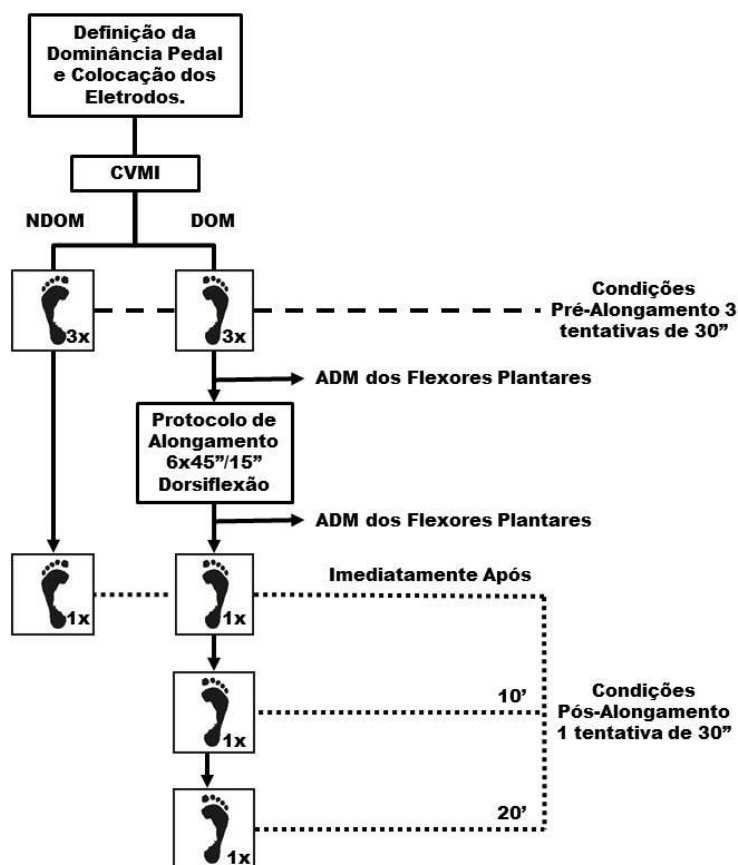 Definição da
Dominância Pedal
e Colocação dos
Eletrodos.
CVMI
NDOM
DOM
3x
3x
Condições
Pré-Alongamento 3
tentativas de 30”
ADM dos Flexores Plantares
Protocolo de
Alongamento
6x45”/15”
Dorsiflexão
ADM dos Flexores Plantares
Imediatamente Após
1x
1x
10’
1x
Condições
Pós-Alongamento
1 tentativa de 30”
20’
1x